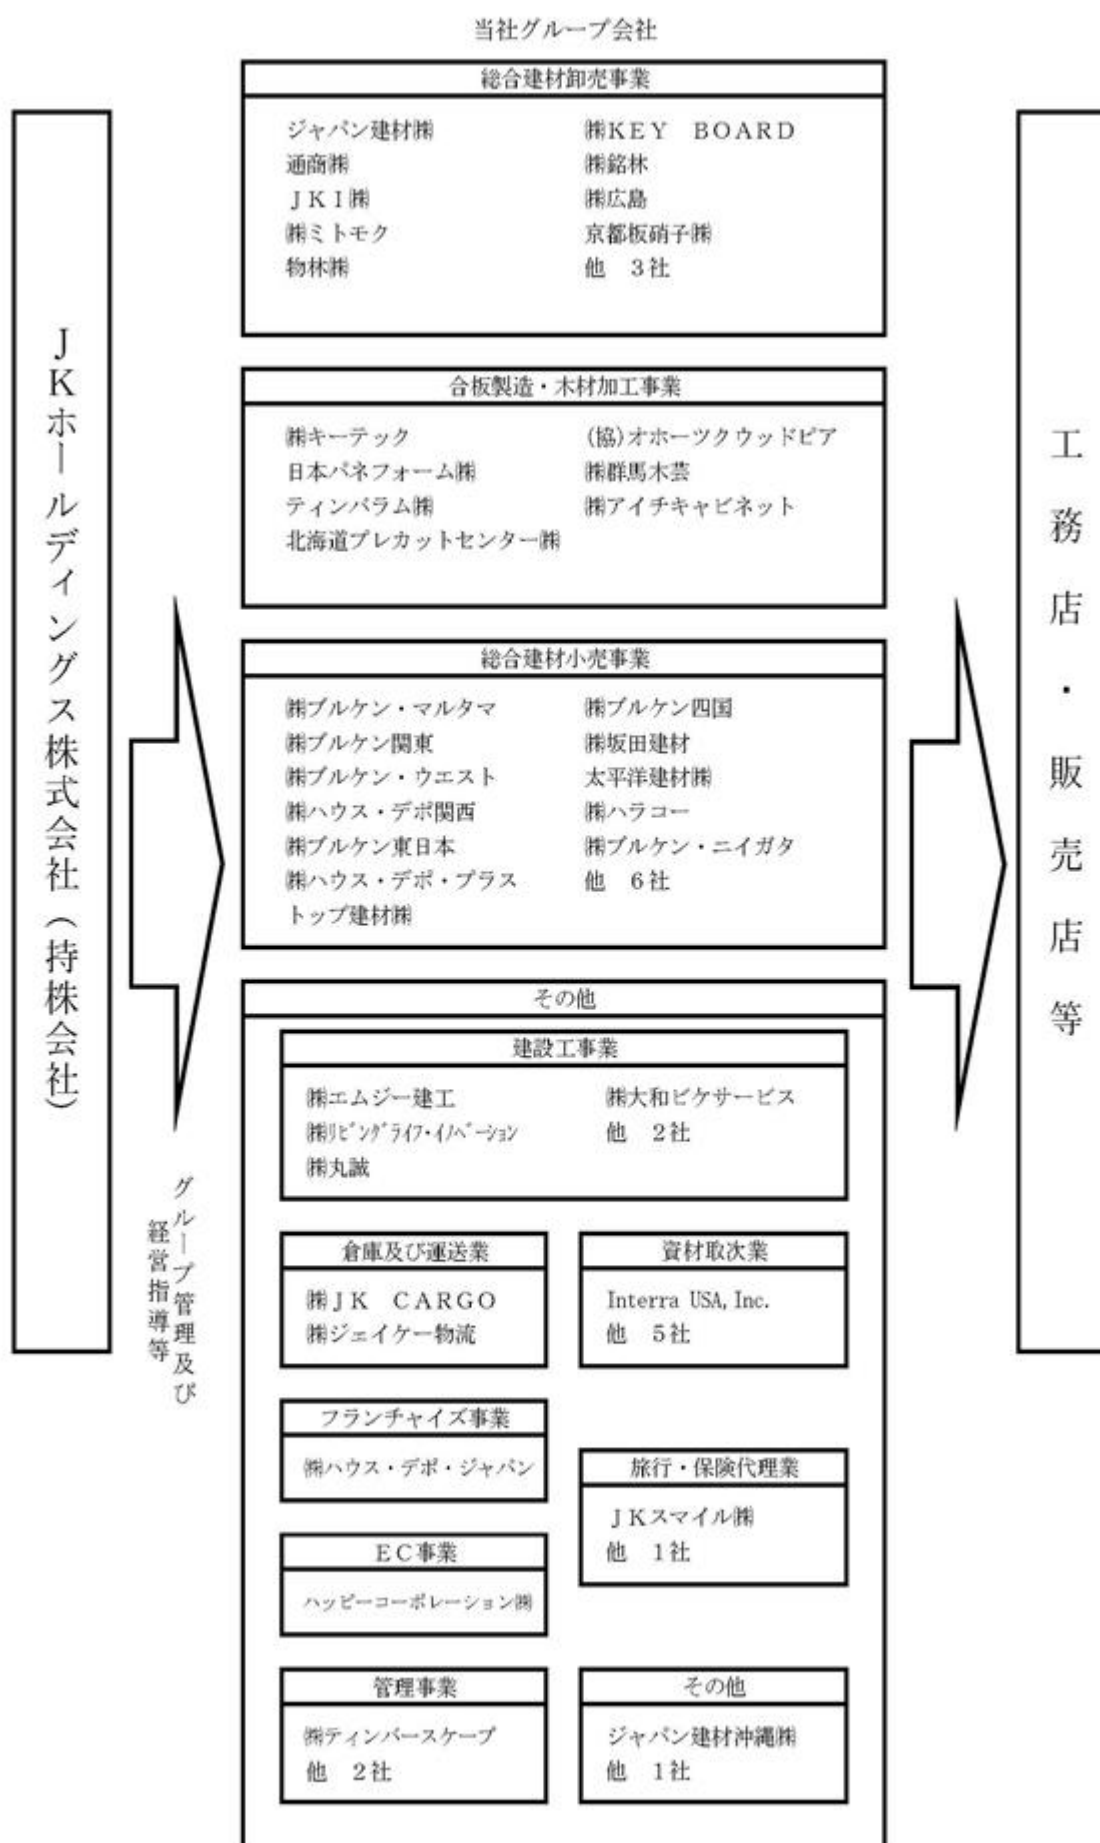 当社グループ会社
JKホールディングス株式会社（持株会社）
グループ管理及び
経営指導等
総合建材卸売事業
ジャパン建材㈱
通商㈱
ＪＫＩ㈱
㈱ミトモク
物林㈱
㈱ＫＥＹ　ＢＯＡＲＤ
㈱銘林
㈱広島
京都板硝子㈱
他　３社
合板製造・木材加工事業
㈱キーテック
日本パネフォーム㈱
ティンバラム㈱
北海道プレカットセンター㈱
(協)オホーツクウッドピア
㈱群馬木芸
㈱アイチキャビネット
総合建材小売事業
㈱ブルケン・マルタマ
㈱ブルケン関東
㈱ブルケン・ウエスト
㈱ハウス・デポ関西
㈱ブルケン東日本
㈱ハウス・デポ・プラス
トップ建材㈱
㈱ブルケン四国
㈱坂田建材
太平洋建材㈱
㈱ハラコー
㈱ブルケン・ニイガタ
他　６社
その他
建設工事業
㈱エムジー建工
㈱ﾘﾋﾞﾝｸﾞﾗｲﾌ･ｲﾉﾍﾞｰｼｮﾝ
㈱丸誠
㈱大和ビケサービス
他　２社
倉庫及び運送業
㈱ＪＫ　ＣＡＲＧＯ
㈱ジェイケー物流
資材取次業
Interra USA,Inc.
他　５社
フランチャイズ事業
㈱ハウス・デポ・ジャパン
旅行・保険代理業
ＪＫスマイル㈱
他　１社
ＥＣ事業
ハッピーコーポレーション㈱
管理事業
㈱ティンバースケープ
他　２社
その他
ジャパン建材沖縄㈱
他　１社
工務店・販売店等